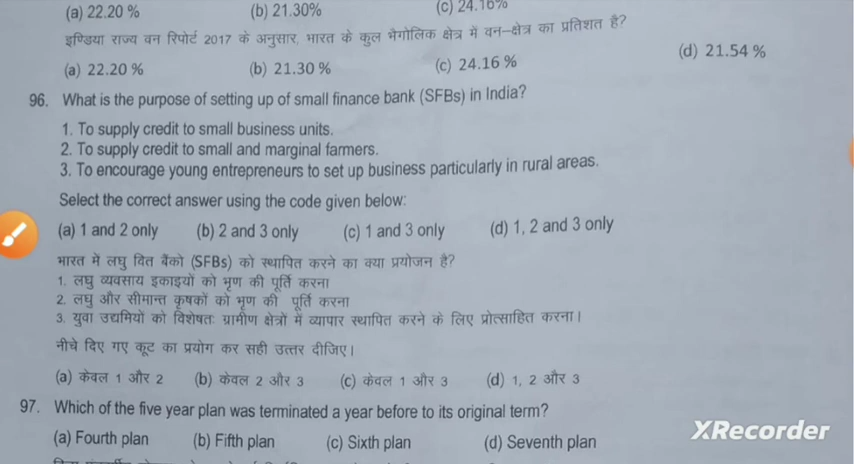 (a) 22.20 % (b) 21.30% (c) 24.16%
इण्डिया राज्य वन रिपोर्ट 2017 के अनुसार, भारत के कुल भैगोलिक क्षेत्र में वन–क्षेत्र का प्रतिशत है?
(a) 22.20 % (b) 21.30 % (c) 24.16 % (d) 21.54 %
96. What is the purpose of setting up of small finance bank (SFBs) in India?
1. To supply credit to small business units.
2. To supply credit to small and marginal farmers.
3. To encourage young entrepreneurs to set up business particularly in rural areas.
Select the correct answer using the code given below:
(a) 1 and 2 only (b) 2 and 3 only (c) 1 and 3 only (d) 1, 2 and 3 only
भारत में लघु वित बैंको (SFBs) को स्थापित करने का क्या प्रयोजन है?
1. लघु व्यवसाय इकाइयों को भृण की पूर्ति करना
2. लघु और सीमान्त कृषकों को भृण की पूर्ति करना
3. युवा उद्यमियों को विशेषतः ग्रामीण क्षेत्रों में व्यापार स्थापित करने के लिए प्रोत्साहित करना।
नीचे दिए गए कूट का प्रयोग कर सही उत्तर दीजिए।
(a) केवल 1 और 2 (b) केवल 2 और 3 (c) केवल 1 और 3 (d) 1, 2 और 3
97. Which of the five year plan was terminated a year before to its original term?
(a) Fourth plan (b) Fifth plan (c) Sixth plan (d) Seventh plan
XRecorder